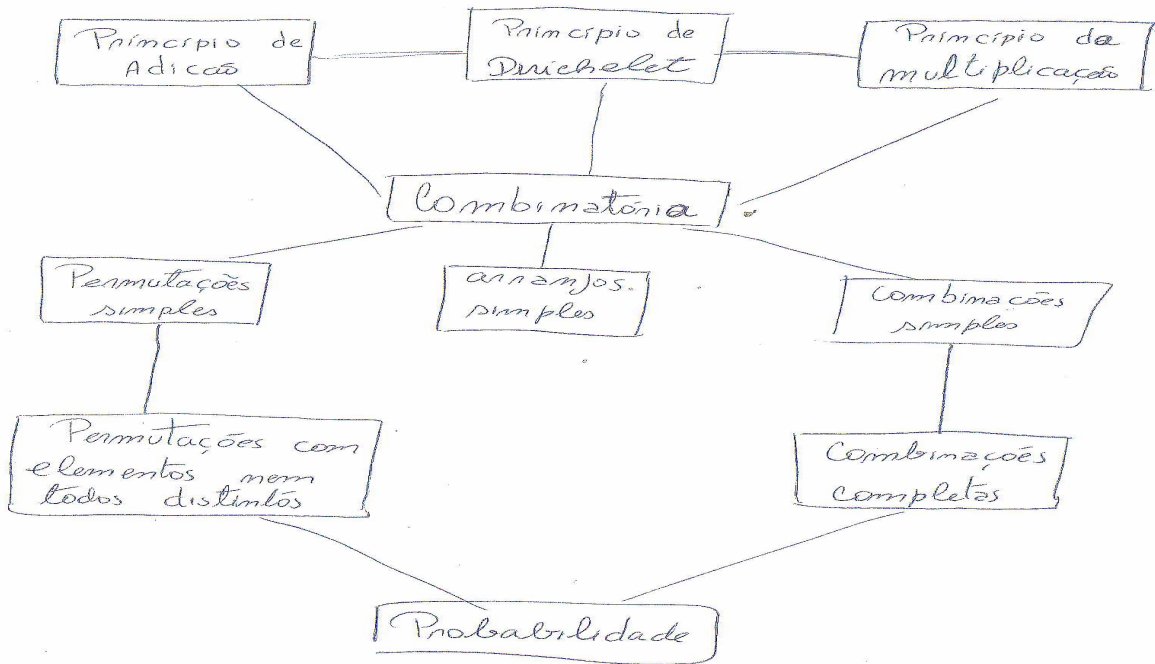 Princípio de
Adicão
Princípio de
Dirichelet
Princípio da
multiplicação
Combinatória
Permutações
simples
arranjos.
simples
Combinações
simples
Permutações com
elementos nem
todos distintos
Combinações
completas
Probabilidade